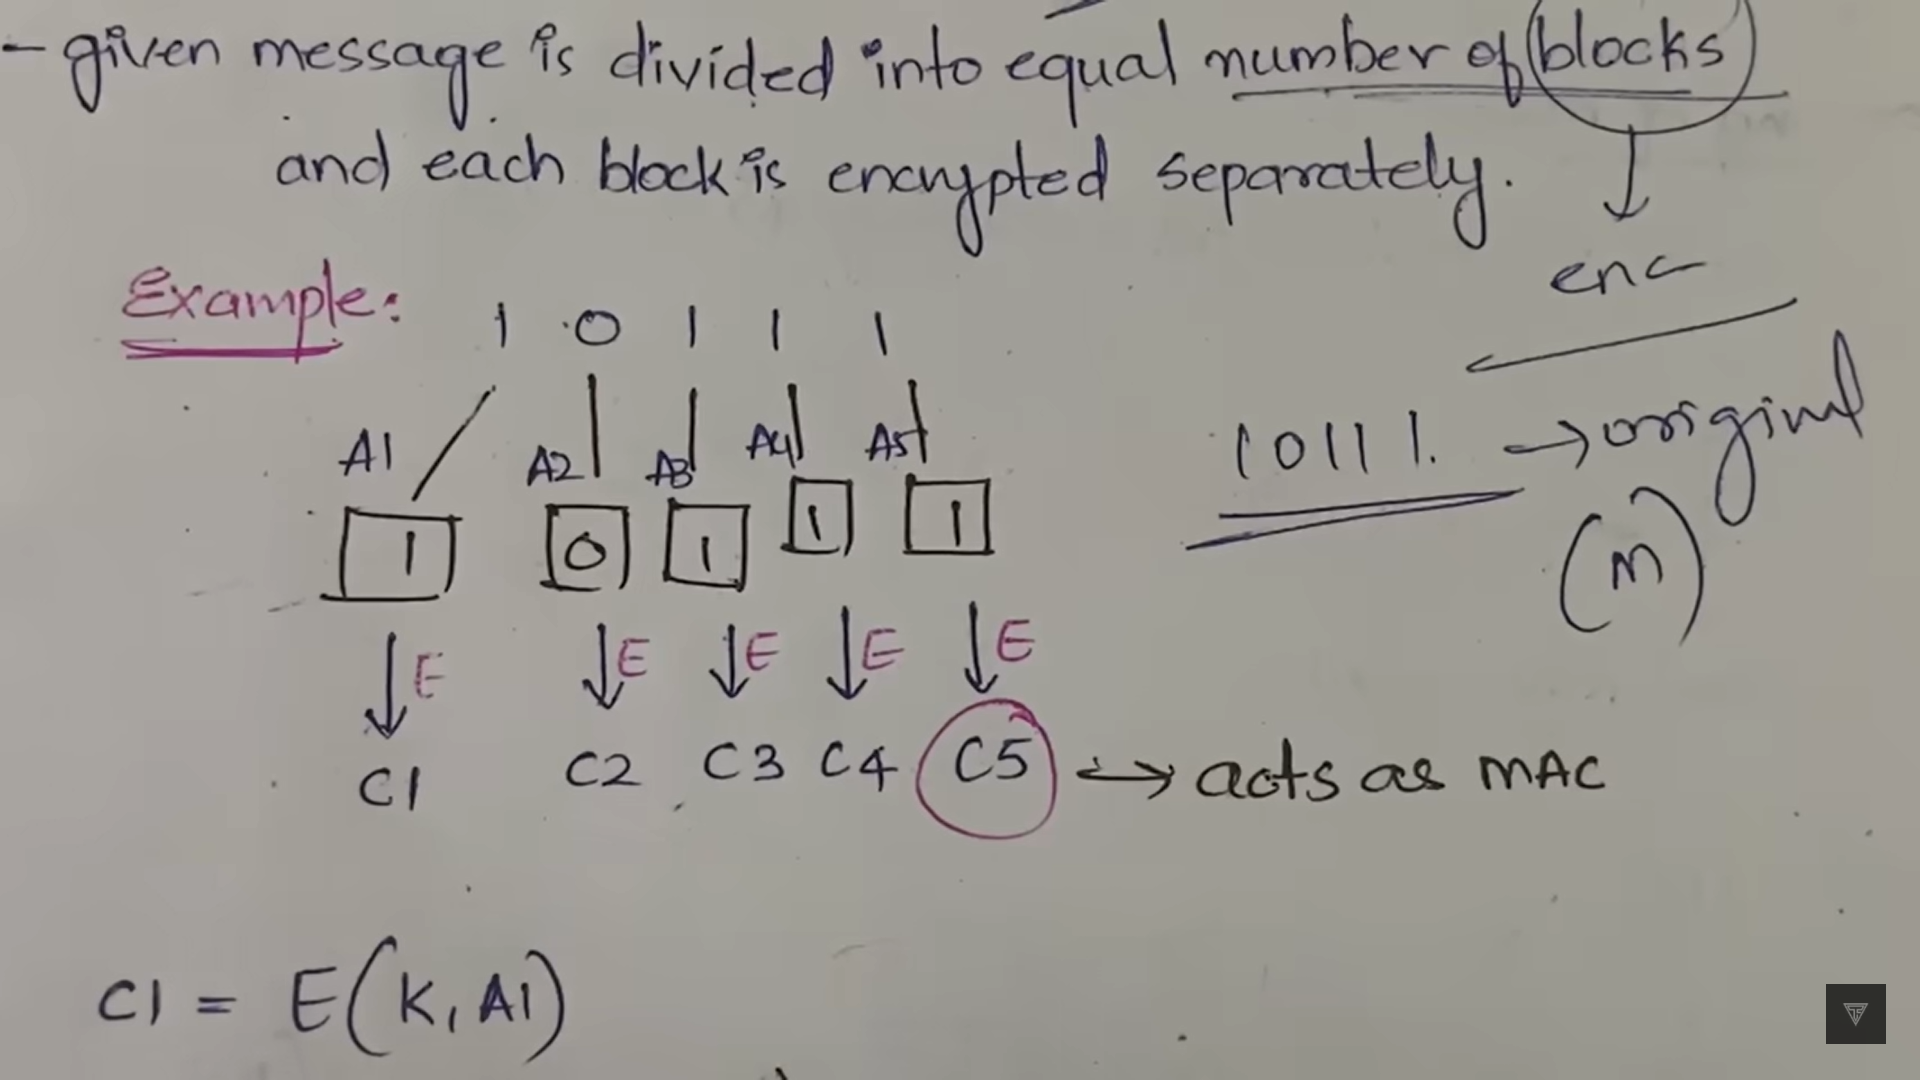 - given message is divided into equal number of blocks
and each block is encrypted separately.
enc
Example:
1 0 1 1 1
A1 A2 A3 A4 A5
1 0 1 1 1
10111. → original
(M)
E E E E E
C1 C2 C3 C4 C5 → acts as MAC
C1 = E(K, A1)